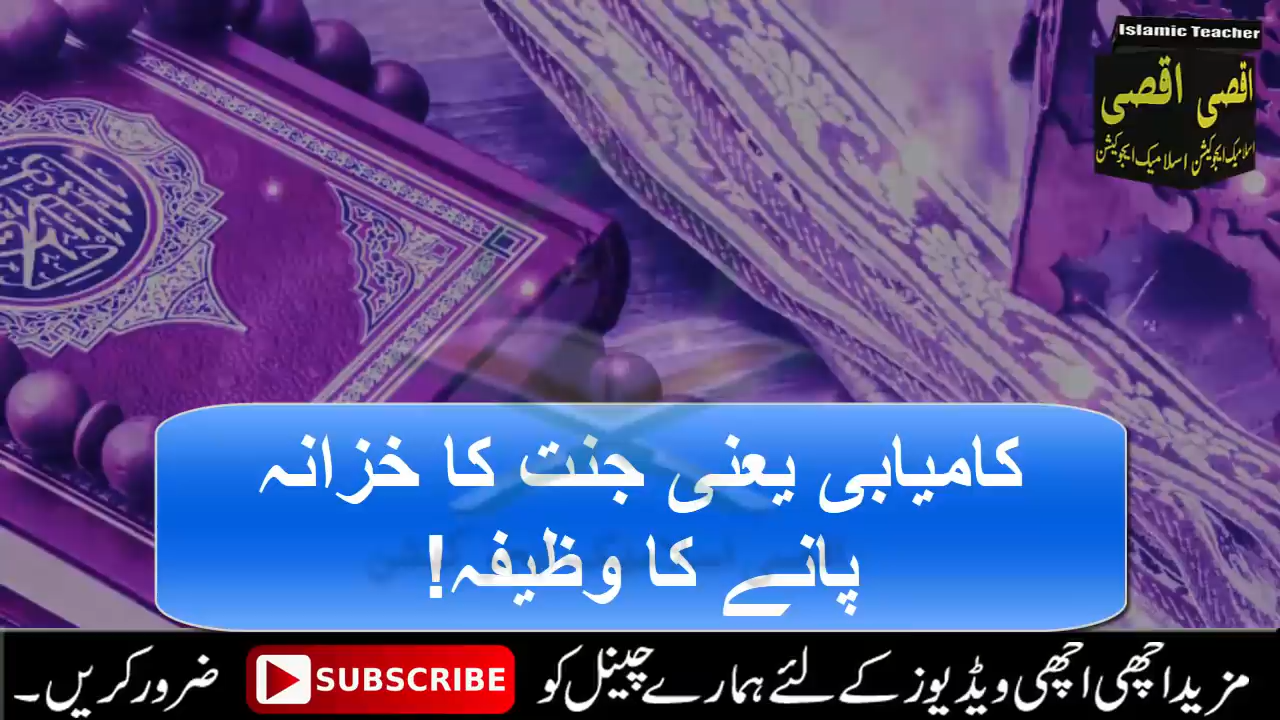 Islamic Teacher
اقصی اقصی
اسلامیک ایجوکیشن اسلامیک ایجوکیشن
کامیابی یعنی جنت کا خزانہ
پانے کا وظیفہ!
مزید اچھی اچھی ویڈیوز کے لئے ہمارے چینل کو SUBSCRIBE ضرور کریں۔